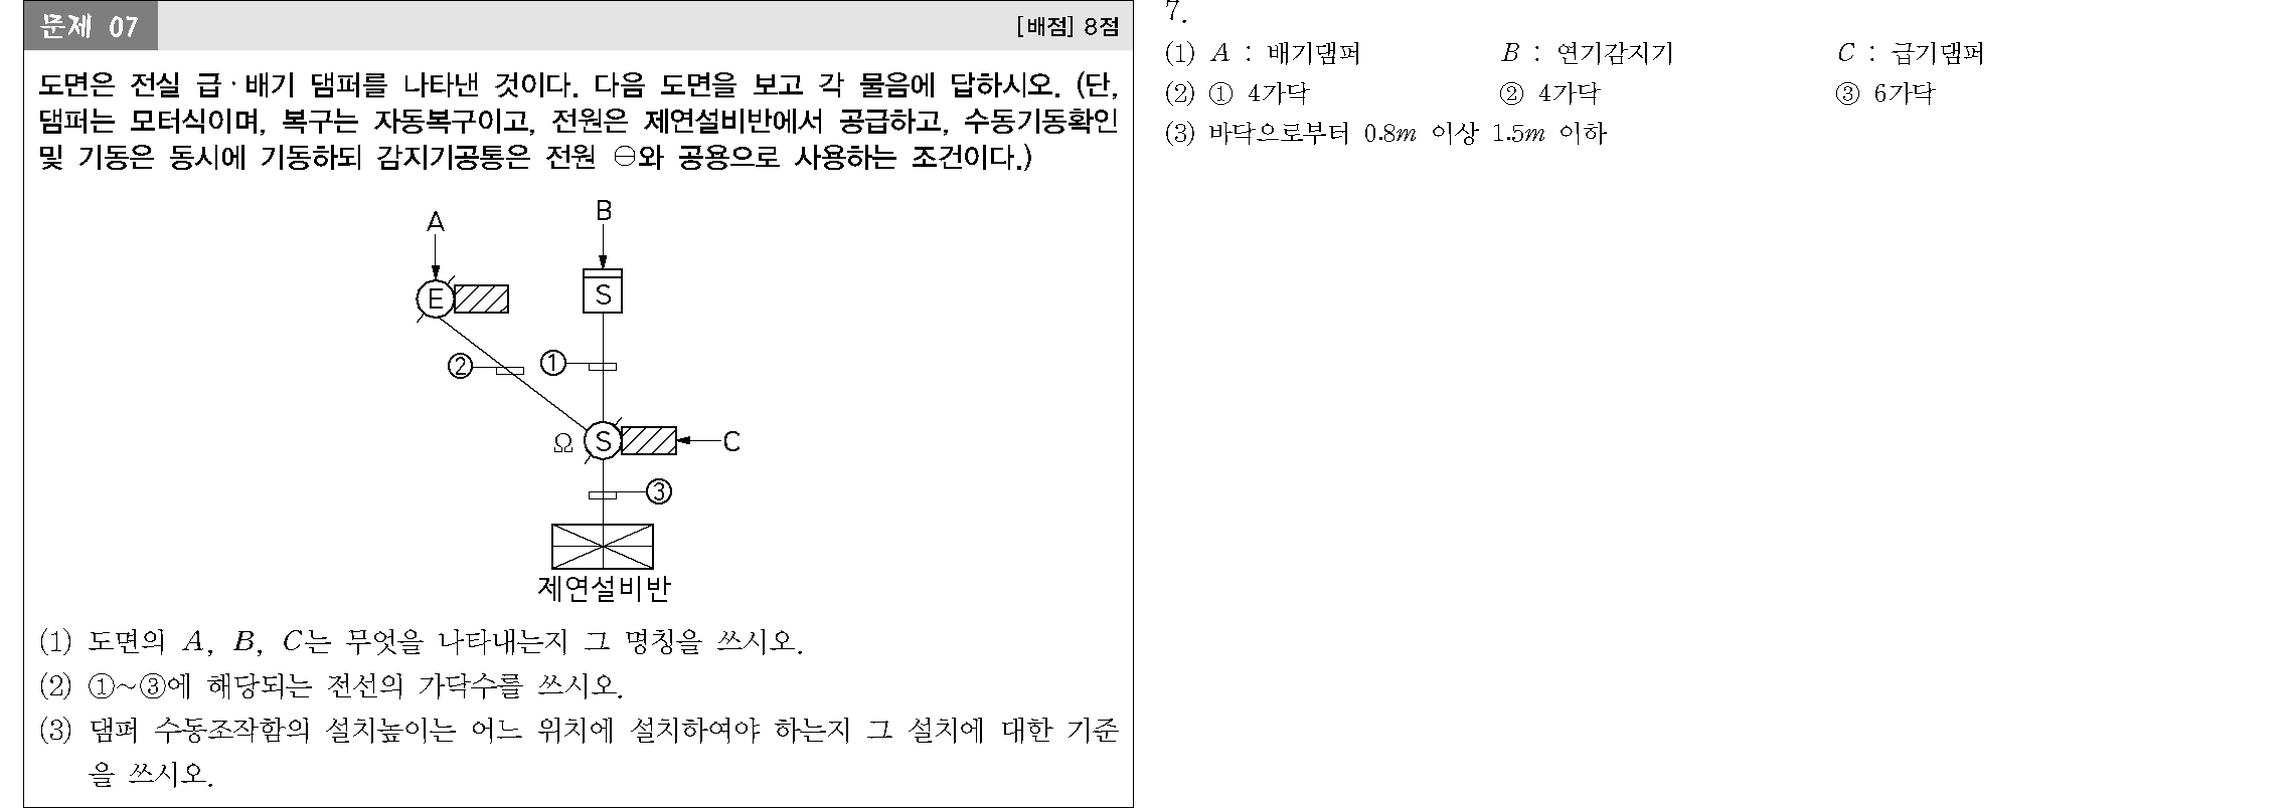 문제 07
[배점] 8점
도면은 전실 급·배기 댐퍼를 나타낸 것이다. 다음 도면을 보고 각 물음에 답하시오. (단,
댐퍼는 모터식이며, 복구는 자동복구이고, 전원은 제연설비반에서 공급하고, 수동기동확인
및 기동은 동시에 기동하되 감지기공통은 전원 ⊖와 공용으로 사용하는 조건이다.)
A
B
E
S
②
①
Ω
S
C
③
제연설비반
(1) 도면의 A, B, C는 무엇을 나타내는지 그 명칭을 쓰시오.
(2) ①~③에 해당되는 전선의 가닥수를 쓰시오.
(3) 댐퍼 수동조작함의 설치높이는 어느 위치에 설치하여야 하는지 그 설치에 대한 기준
을 쓰시오.
7.
(1) A : 배기댐퍼 B : 연기감지기 C : 급기댐퍼
(2) ① 4가닥 ② 4가닥 ③ 6가닥
(3) 바닥으로부터 0.8m 이상 1.5m 이하